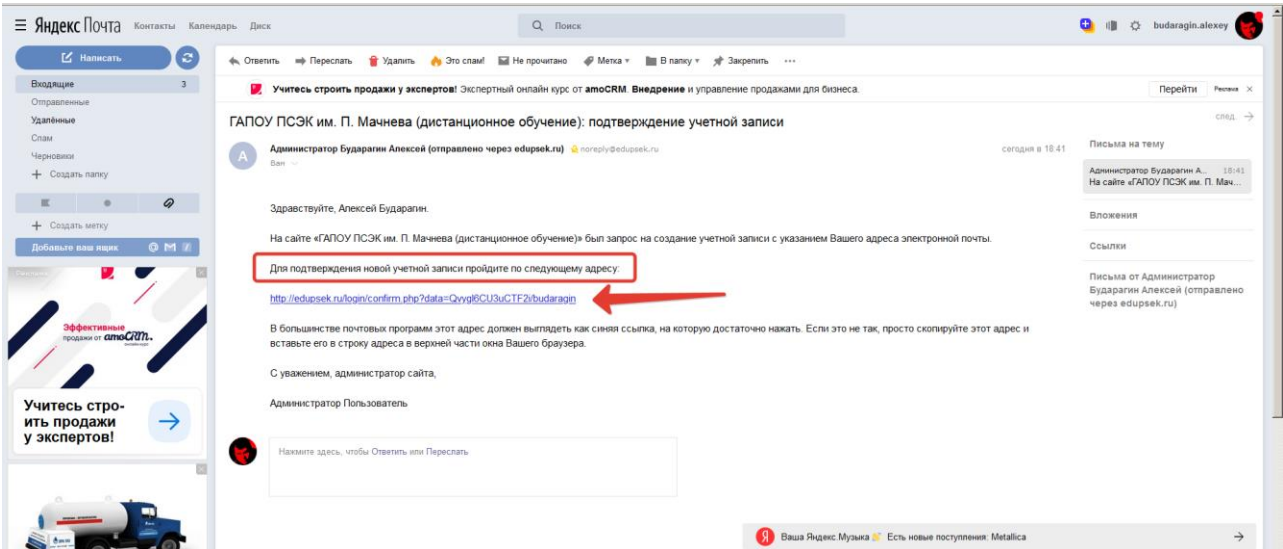 Яндекс Почта Контакты Календарь Диск
Поиск
budaragin.alexey
Написать
Входящие 3
Отправленные
Удалённые
Спам
Черновики
+ Создать папку
+ Создать метку
Добавьте ваш ящик
Ответить Переслать Удалить Это спам! Не прочитано Метка В папку Закрепить ...
Учитесь строить продажи у экспертов! Экспертный онлайн курс от amoCRM. Внедрение и управление продажами для бизнеса.
Перейти Реклама
ГАПОУ ПСЭК им. П. Мачнева (дистанционное обучение): подтверждение учетной записи
след. →
А
Администратор Бударагин Алексей (отправлено через edupsek.ru) noreply@edupsek.ru
сегодня в 18:41
Вам
Здравствуйте, Алексей Бударагин.
На сайте «ГАПОУ ПСЭК им. П. Мачнева (дистанционное обучение)» был запрос на создание учетной записи с указанием Вашего адреса электронной почты.
Для подтверждения новой учетной записи пройдите по следующему адресу:
http://edupsek.ru/login/confirm.php?data=Qvygl6CU3uCTF2i/budaragin
В большинстве почтовых программ этот адрес должен выглядеть как синяя ссылка, на которую достаточно нажать. Если это не так, просто скопируйте этот адрес и
вставьте его в строку адреса в верхней части окна Вашего браузера.
С уважением, администратор сайта,
Администратор Пользователь
Нажмите здесь, чтобы Ответить или Переслать
Письма на тему
Администратор Бударагин А... 18:41
На сайте «ГАПОУ ПСЭК им. П. Мач...
Вложения
Ссылки
Письма от Администратор
Бударагин Алексей (отправлено
через edupsek.ru)
Эффективные
продажи от amoCRM.
Учитесь стро-
ить продажи
у экспертов!
Я Ваша Яндекс.Музыка Есть новые поступления: Metallica →